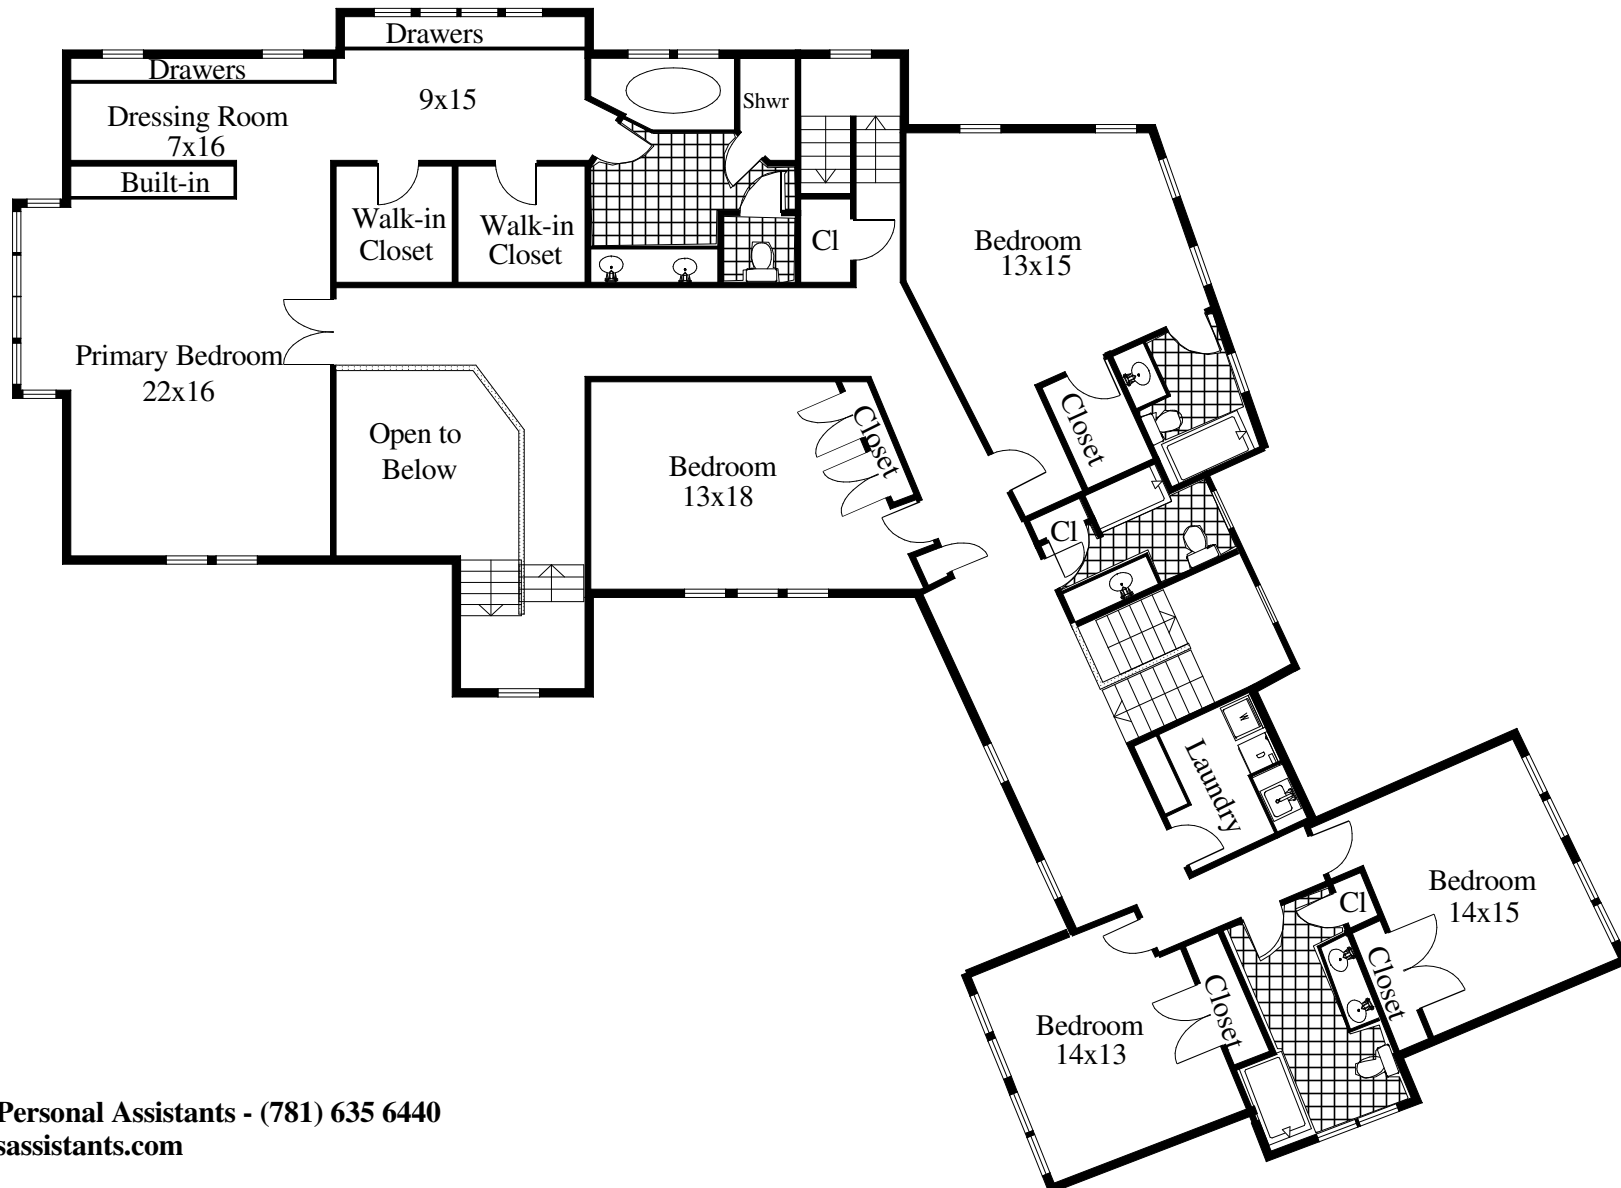 Drawers
Drawers
9x15
Shwr
Dressing Room
7x16
Built-in
Walk-in
Closet
Walk-in
Closet
Cl
Bedroom
13x15
Primary Bedroom
22x16
Open to
Below
Bedroom
13x18
Closet
Closet
Cl
W
D
Laundry
Bedroom
14x15
Cl
Closet
Closet
Bedroom
14x13
Personal Assistants - (781) 635 6440
sassistants.com